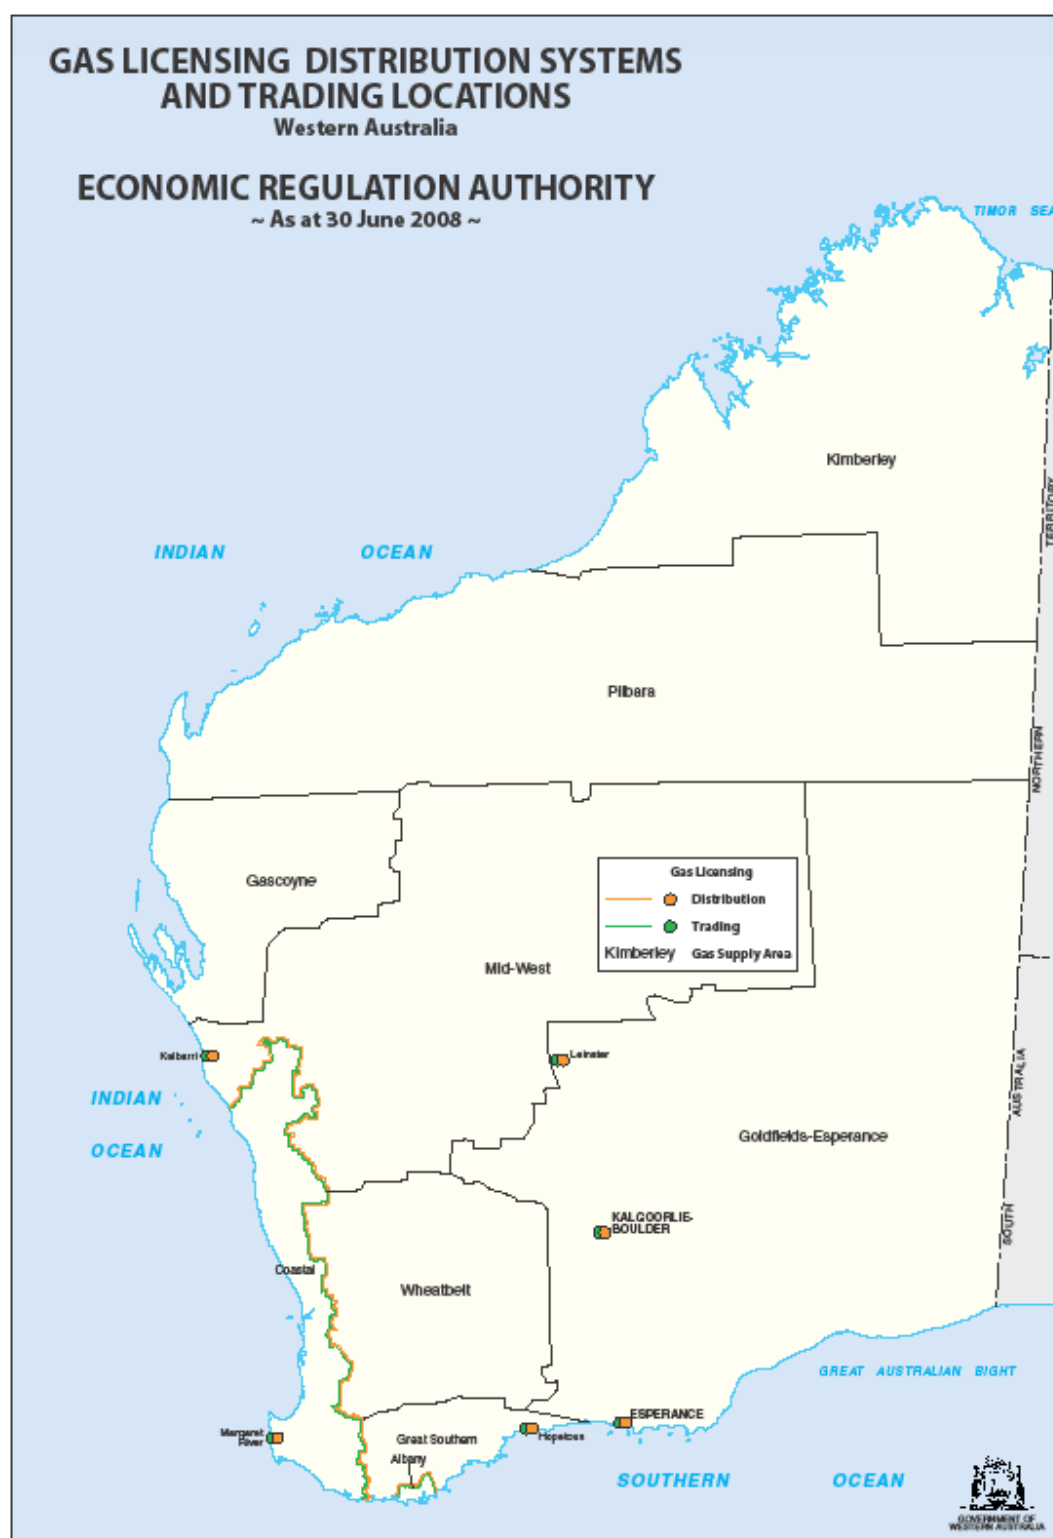 GAS LICENSING DISTRIBUTION SYSTEMS
AND TRADING LOCATIONS
Western Australia
ECONOMIC REGULATION AUTHORITY
~ As at 30 June 2008 ~
TIMOR SEA
Kimberley
TERRITORY
INDIAN OCEAN
Pilbara
NORTHERN
Gascoyne
Gas Licensing
Distribution
Trading
Kimberley Gas Supply Area
Mid-West
Kalbarri
Leinster
INDIAN
OCEAN
AUSTRALIA
Goldfields-Esperance
SOUTH
KALGOORLIE-
BOULDER
Coastal
Wheatbelt
GREAT AUSTRALIAN BIGHT
ESPERANCE
Margaret
River
Great Southern
Hopetoun
Albany
SOUTHERN OCEAN
GOVERNMENT OF
WESTERN AUSTRALIA